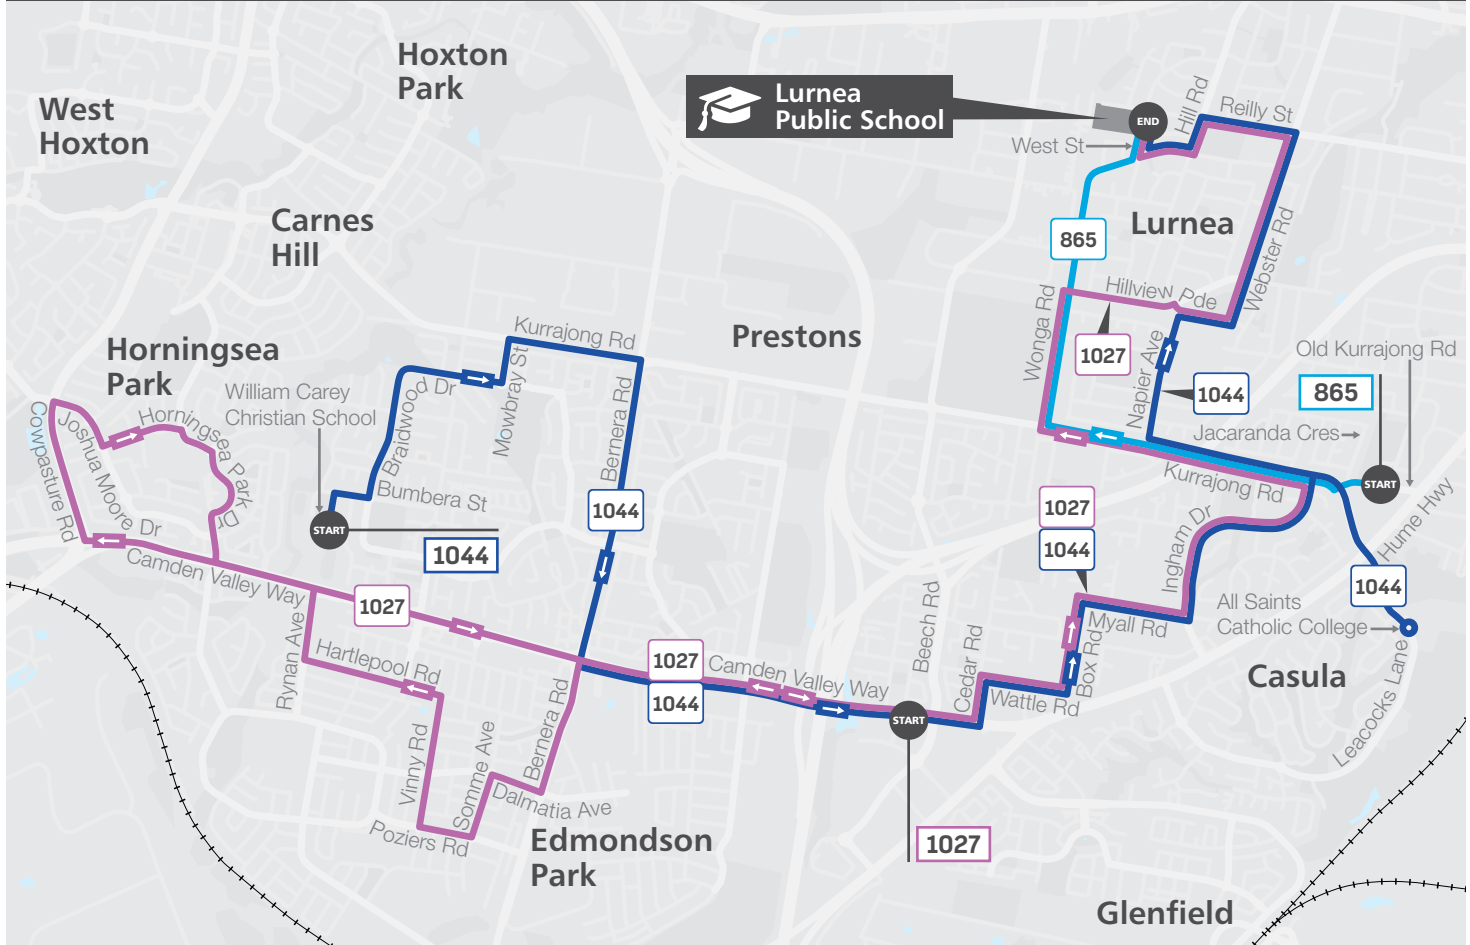 Hoxton
Park
West
Hoxton
Lurnea
Public School
END
Hill Rd
Reilly St
West St
Carnes
Hill
865
Lurnea
Webster Rd
Hillview Pde
Wonga Rd
1027
Napier Ave
1044
Prestons
Kurrajong Rd
Mowbray St
Braidwood Dr
Bernera Rd
Bumbera St
Horningsea
Park
William Carey
Christian School
START
1044
1044
Cowpasture Rd
Joshua Moore Dr
Horningsea Park Dr
Camden Valley Way
Old Kurrajong Rd
865
Jacaranda Cres
START
Kurrajong Rd
Hume Hwy
1027
1044
Ingham Dr
1044
All Saints
Catholic College
Myall Rd
Box Rd
Casula
Leacocks Lane
1027
Rynan Ave
Hartlepool Rd
1027
1044
Camden Valley Way
Beech Rd
Cedar Rd
Wattle Rd
START
1027
Bernera Rd
Vinny Rd
Somme Ave
Dalmatia Ave
Poziers Rd
Edmondson
Park
Glenfield